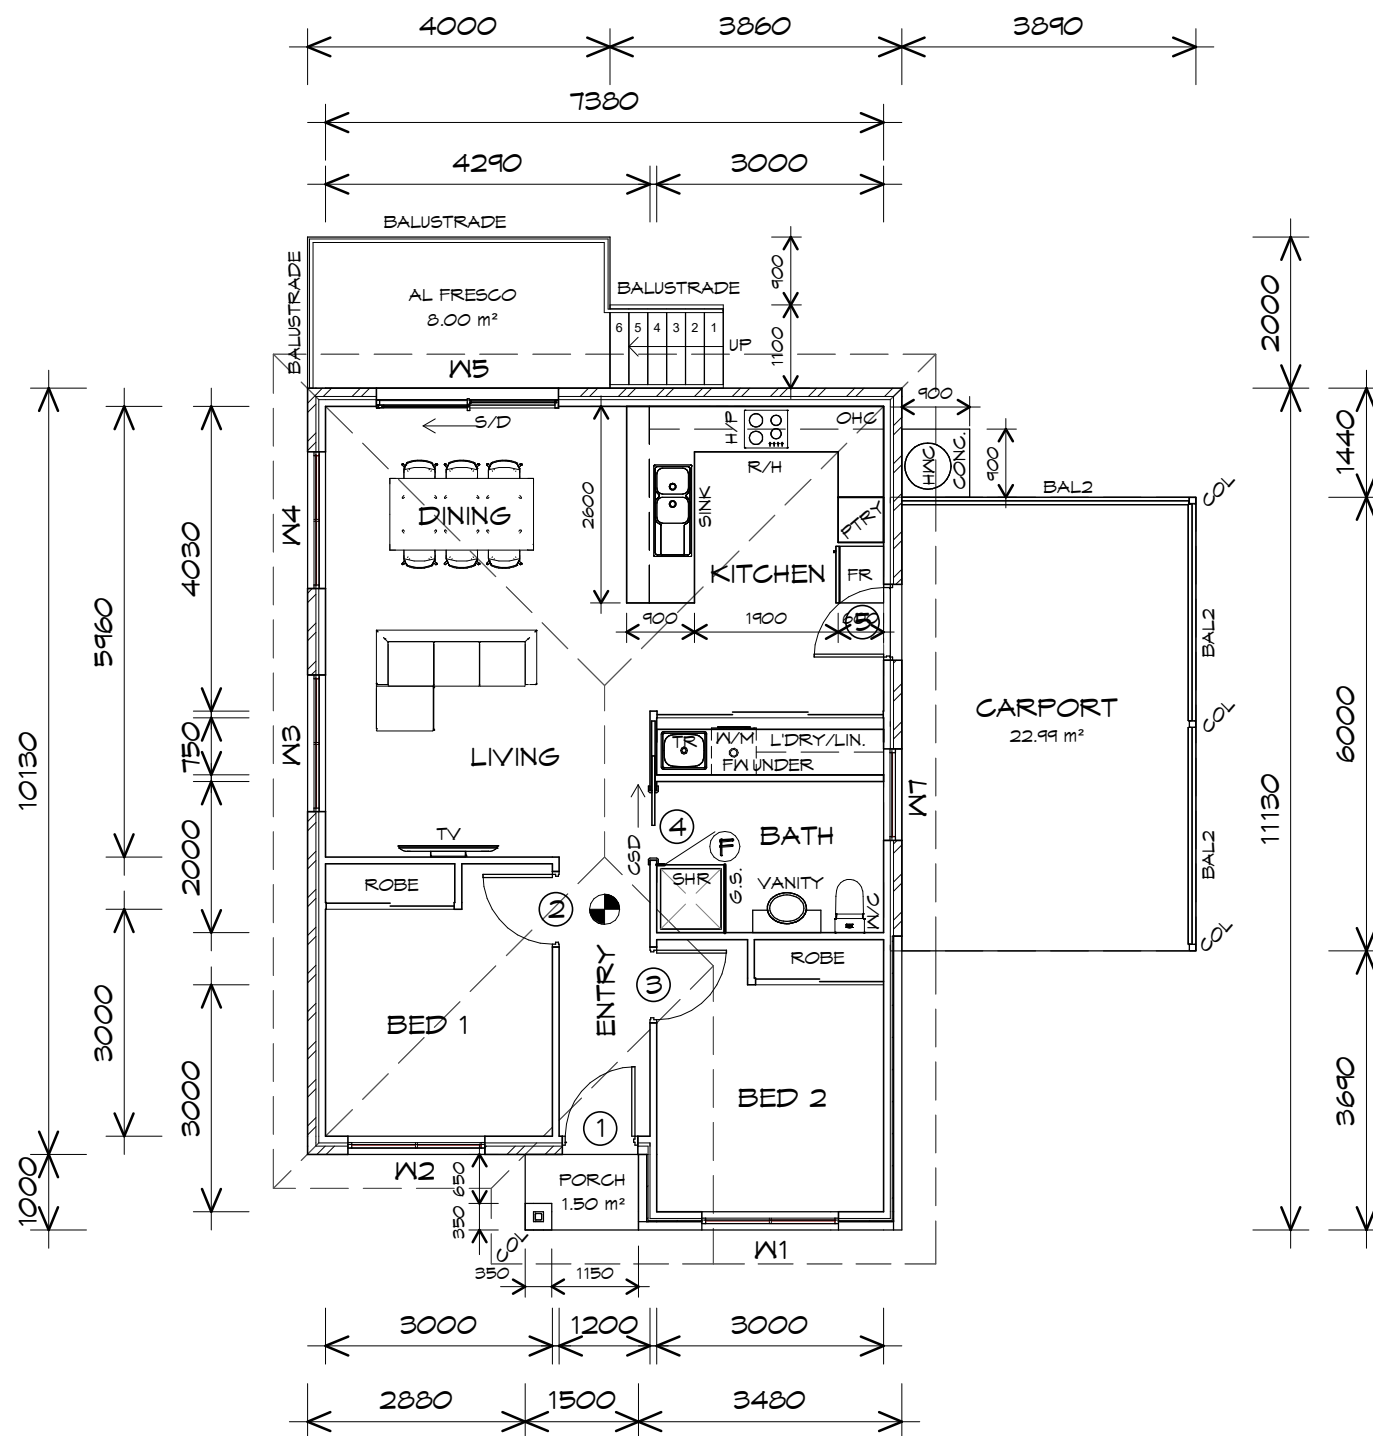 4000 3860 3890
7380
4290 3000
BALUSTRADE
BALUSTRADE
AL FRESCO
8.00 m²
BALUSTRADE
6 5 4 3 2 1
UP
900
1100
2000
W5
S/D
H/P
OHC
R/H
900
HWC
CONC.
900
BAL2
COL
1440
W4
DINING
2600
SINK
PTRY
KITCHEN
FR
900 1900 600
5
4030
5960
10130
BAL2
CARPORT
22.99 m²
COL
6000
11130
W3
750
LIVING
TR
W/M
L'DRY/LIN.
FW UNDER
W7
TV
CSD
4
F
BATH
BAL2
2000
ROBE
SHR
G.S.
VANITY
W/C
COL
2
ENTRY
3
ROBE
BED 1
3000
3000
BED 2
1
3690
W2
650
350
PORCH
1.50 m²
COL
W1
1000
350 1150
3000 1200 3000
2880 1500 3480